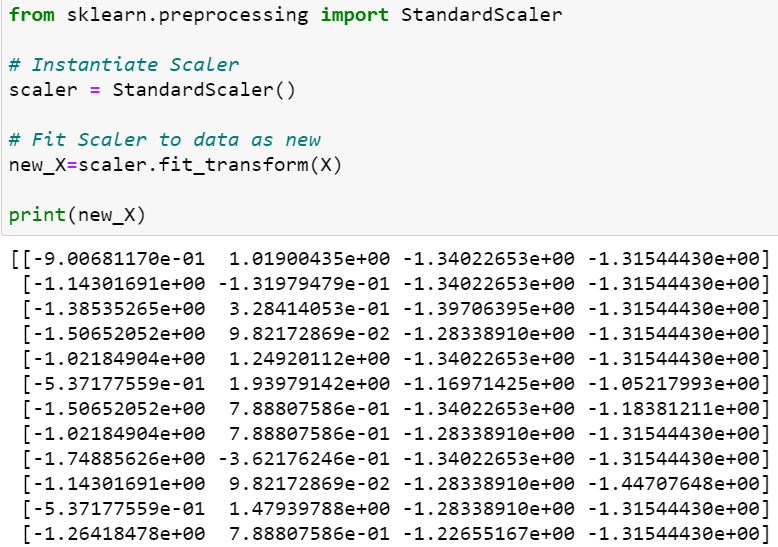 from sklearn.preprocessing import StandardScaler
# Instantiate Scaler
scaler = StandardScaler()
# Fit Scaler to data as new
new_X=scaler.fit_transform(X)
print(new_X)
[[-9.00681170e-01  1.01900435e+00 -1.34022653e+00 -1.31544430e+00]
 [-1.14301691e+00 -1.31979479e-01 -1.34022653e+00 -1.31544430e+00]
 [-1.38535265e+00  3.28414053e-01 -1.39706395e+00 -1.31544430e+00]
 [-1.50652052e+00  9.82172869e-02 -1.28338910e+00 -1.31544430e+00]
 [-1.02184904e+00  1.24920112e+00 -1.34022653e+00 -1.31544430e+00]
 [-5.37177559e-01  1.93979142e+00 -1.16971425e+00 -1.05217993e+00]
 [-1.50652052e+00  7.88807586e-01 -1.34022653e+00 -1.18381211e+00]
 [-1.02184904e+00  7.88807586e-01 -1.28338910e+00 -1.31544430e+00]
 [-1.74885626e+00 -3.62176246e-01 -1.34022653e+00 -1.31544430e+00]
 [-1.14301691e+00  9.82172869e-02 -1.28338910e+00 -1.44707648e+00]
 [-5.37177559e-01  1.47939788e+00 -1.28338910e+00 -1.31544430e+00]
 [-1.26418478e+00  7.88807586e-01 -1.22655167e+00 -1.31544430e+00]